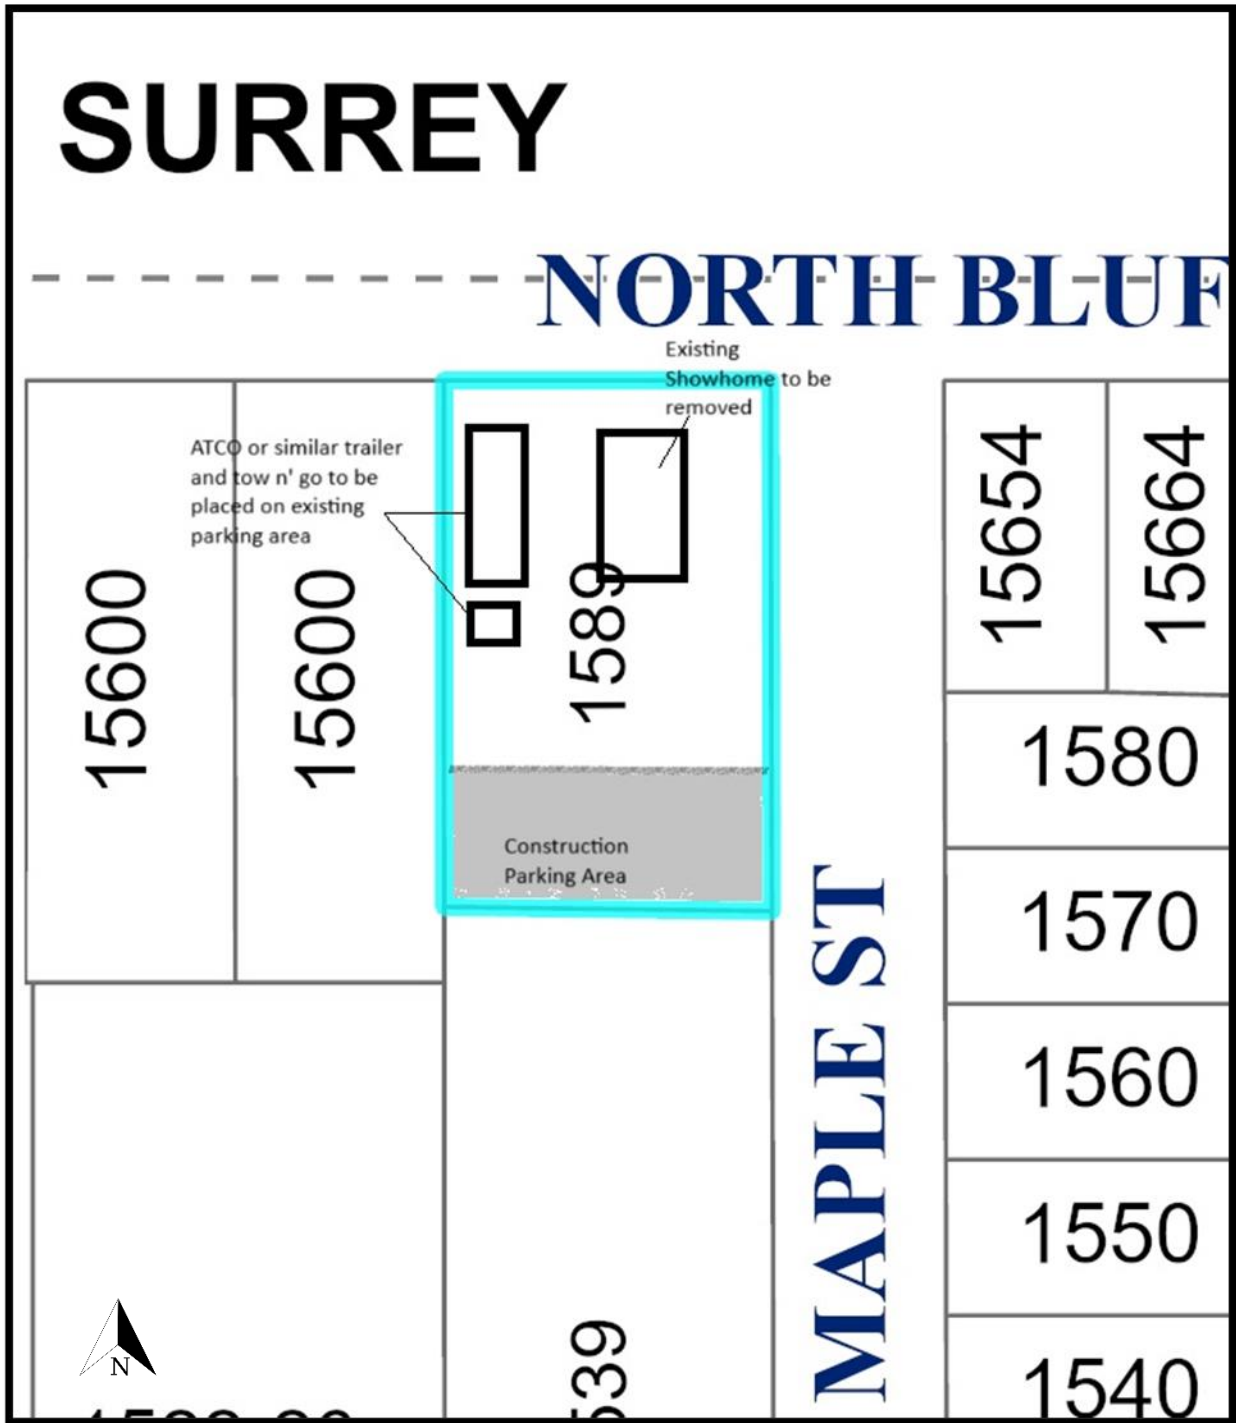 SURREY
NORTH BLUF
Existing
Showhome to be
removed
ATCO or similar trailer
and tow n' go to be
placed on existing
parking area
15600
15600
1589
15654
15664
1580
Construction
Parking Area
1570
MAPLE ST
1560
1550
539
1540
N